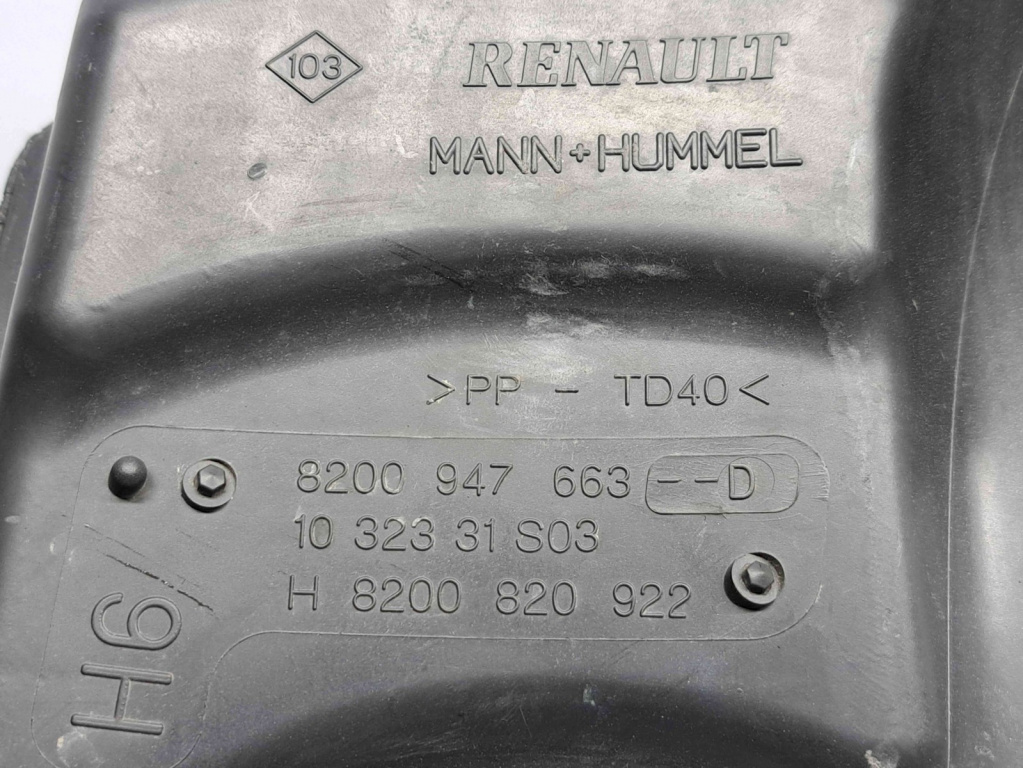 103
RENAULT
MANN+HUMMEL
>PP - TD40<
8200 947 663 --D
10 323 31 S03
H 8200 820 922
H6